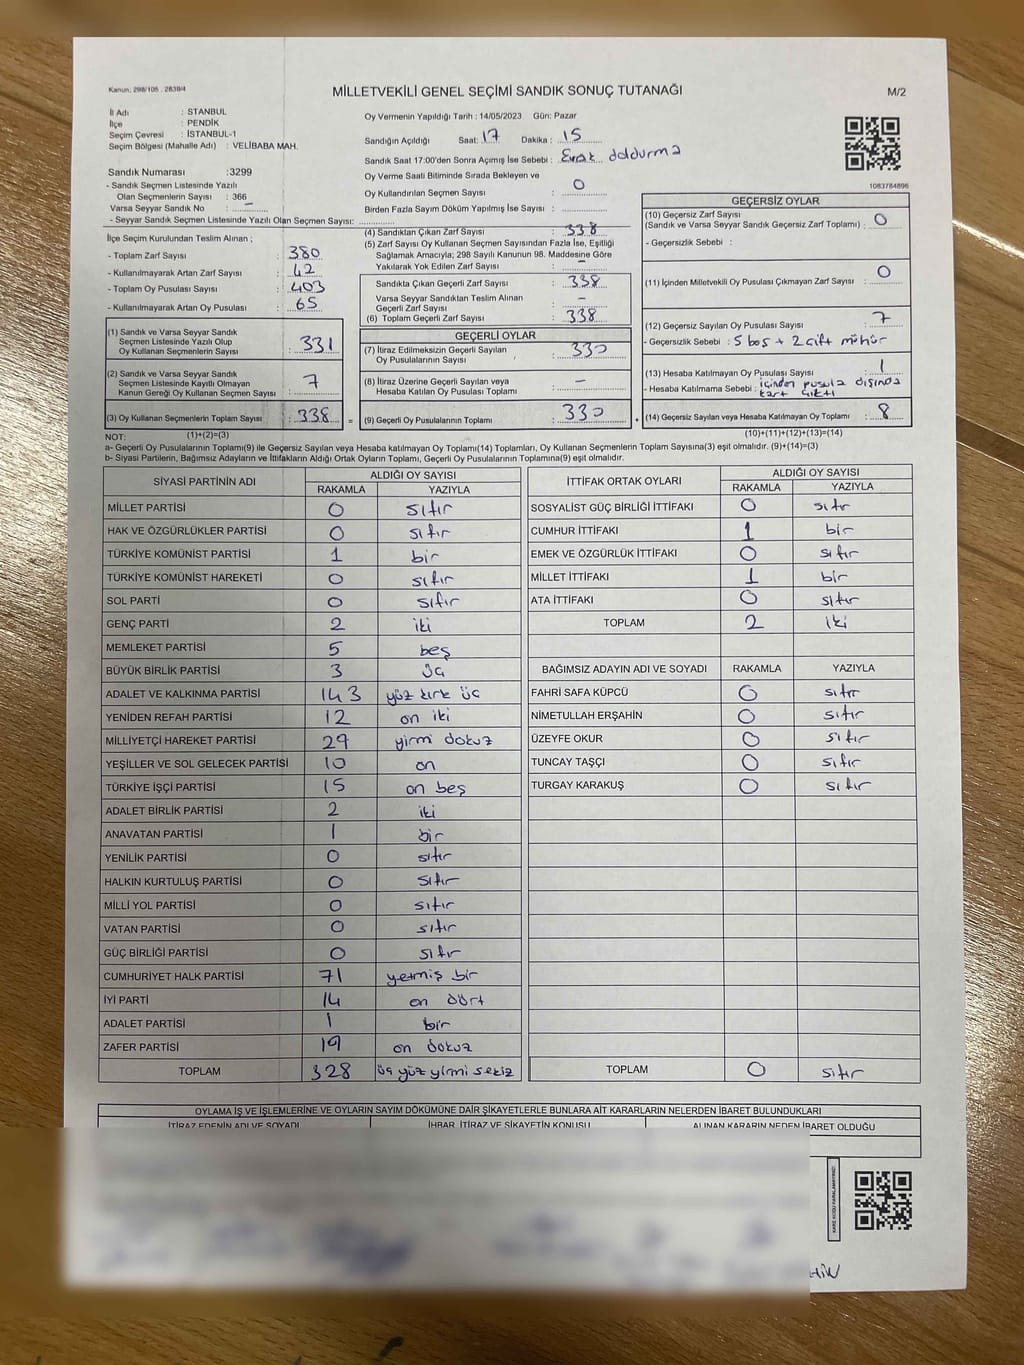 Kanun, 298/105 , 2839/4
MİLLETVEKİLİ GENEL SEÇİMİ SANDIK SONUÇ TUTANAĞI
M/2
İl Adı : STANBUL
İlçe : PENDİK
Seçim Çevresi : İSTANBUL-1
Seçim Bölgesi (Mahalle Adı) : VELİBABA MAH.
Sandık Numarası :3299
- Sandık Seçmen Listesinde Yazılı
Olan Seçmenlerin Sayısı : 366
Varsa Seyyar Sandık No : –
- Seyyar Sandık Seçmen Listesinde Yazılı Olan Seçmen Sayısı:
Oy Vermenin Yapıldığı Tarih : 14/05/2023 Gün: Pazar
Sandığın Açıldığı Saat: 17 Dakika : 15
Sandık Saat 17:00'den Sonra Açımış İse Sebebi : Evrak doldurma
Oy Verme Saati Bitiminde Sırada Bekleyen ve
Oy Kullandırılan Seçmen Sayısı : 0
Birden Fazla Sayım Döküm Yapılmış İse Sayısı :
1083784896
İlçe Seçim Kurulundan Teslim Alınan ;
- Toplam Zarf Sayısı : 380
- Kullanılmayarak Artan Zarf Sayısı : 42
- Toplam Oy Pusulası Sayısı : 403
- Kullanılmayarak Artan Oy Pusulası : 65
(4) Sandıktan Çıkan Zarf Sayısı : 338
(5) Zarf Sayısı Oy Kullanan Seçmen Sayısından Fazla İse, Eşitliği
Sağlamak Amacıyla; 298 Sayılı Kanunun 98. Maddesine Göre
Yakılarak Yok Edilen Zarf Sayısı : –
Sandıkta Çıkan Geçerli Zarf Sayısı : 338
Varsa Seyyar Sandıktan Teslim Alınan
Geçerli Zarf Sayısı : –
(6) Toplam Geçerli Zarf Sayısı : 338
GEÇERSİZ OYLAR
(10) Geçersiz Zarf Sayısı
(Sandık ve Varsa Seyyar Sandık Geçersiz Zarf Toplamı) : 0
- Geçersizlik Sebebi :
(11) İçinden Milletvekili Oy Pusulası Çıkmayan Zarf Sayısı : 0
(12) Geçersiz Sayılan Oy Pusulası Sayısı : 7
- Geçersizlik Sebebi : 5 boş + 2 çift mühür
(13) Hesaba Katılmayan Oy Pusulası Sayısı : 1
- Hesaba Katılmama Sebebi : içinden pusula dışında
kart çıktı
(14) Geçersiz Sayılan veya Hesaba Katılmayan Oy Toplamı : 8
(1) Sandık ve Varsa Seyyar Sandık
Seçmen Listesinde Yazılı Olup
Oy Kullanan Seçmenlerin Sayısı : 331
(2) Sandık ve Varsa Seyyar Sandık
Seçmen Listesinde Kayıtlı Olmayan
Kanun Gereği Oy Kullanan Seçmen Sayısı : 7
(3) Oy Kullanan Seçmenlerin Toplam Sayısı : 338 =
GEÇERLİ OYLAR
(7) İtiraz Edilmeksizin Geçerli Sayılan
Oy Pusulalarının Sayısı : 330
(8) İtiraz Üzerine Geçerli Sayılan veya
Hesaba Katılan Oy Pusulası Toplamı : –
(9) Geçerli Oy Pusulalarının Toplamı : 330 +
NOT: (1)+(2)=(3) (10)+(11)+(12)+(13)=(14)
a- Geçerli Oy Pusulalarının Toplamı(9) ile Geçersiz Sayılan veya Hesaba katılmayan Oy Toplamı(14) Toplamları, Oy Kullanan Seçmenlerin Toplam Sayısına(3) eşit olmalıdır. (9)+(14)=(3)
b- Siyasi Partilerin, Bağımsız Adayların ve İttifakların Aldığı Ortak Oyların Toplamı, Geçerli Oy Pusulalarının Toplamına(9) eşit olmalıdır.
SİYASİ PARTİNİN ADI ALDIĞI OY SAYISI
RAKAMLA YAZIYLA
MİLLET PARTİSİ 0 sıfır
HAK VE ÖZGÜRLÜKLER PARTİSİ 0 sıfır
TÜRKİYE KOMÜNİST PARTİSİ 1 bir
TÜRKİYE KOMÜNİST HAREKETİ 0 sıfır
SOL PARTİ 0 sıfır
GENÇ PARTİ 2 iki
MEMLEKET PARTİSİ 5 beş
BÜYÜK BİRLİK PARTİSİ 3 üç
ADALET VE KALKINMA PARTİSİ 143 yüz kırk üç
YENİDEN REFAH PARTİSİ 12 on iki
MİLLİYETÇİ HAREKET PARTİSİ 29 yirmi dokuz
YEŞİLLER VE SOL GELECEK PARTİSİ 10 on
TÜRKİYE İŞÇİ PARTİSİ 15 on beş
ADALET BİRLİK PARTİSİ 2 iki
ANAVATAN PARTİSİ 1 bir
YENİLİK PARTİSİ 0 sıfır
HALKIN KURTULUŞ PARTİSİ 0 sıfır
MİLLİ YOL PARTİSİ 0 sıfır
VATAN PARTİSİ 0 sıfır
GÜÇ BİRLİĞİ PARTİSİ 0 sıfır
CUMHURİYET HALK PARTİSİ 71 yetmiş bir
İYİ PARTİ 14 on dört
ADALET PARTİSİ 1 bir
ZAFER PARTİSİ 19 on dokuz
TOPLAM 328 üç yüz yirmi sekiz
İTTİFAK ORTAK OYLARI ALDIĞI OY SAYISI
RAKAMLA YAZIYLA
SOSYALİST GÜÇ BİRLİĞİ İTTİFAKI 0 sıfır
CUMHUR İTTİFAKI 1 bir
EMEK VE ÖZGÜRLÜK İTTİFAKI 0 sıfır
MİLLET İTTİFAKI 1 bir
ATA İTTİFAKI 0 sıfır
TOPLAM 2 iki
BAĞIMSIZ ADAYIN ADI VE SOYADI RAKAMLA YAZIYLA
FAHRİ SAFA KÜPCÜ 0 sıfır
NİMETULLAH ERŞAHİN 0 sıfır
ÜZEYFE OKUR 0 sıfır
TUNCAY TAŞÇI 0 sıfır
TURGAY KARAKUŞ 0 sıfır
TOPLAM 0 sıfır
OYLAMA İŞ VE İŞLEMLERİNE VE OYLARIN SAYIM DÖKÜMÜNE DAİR ŞİKAYETLERLE BUNLARA AİT KARARLARIN NELERDEN İBARET BULUNDUKLARI
İTİRAZ EDENİN ADI VE SOYADI İHBAR, İTİRAZ VE ŞİKAYETİN KONUSU ALINAN KARARIN NEDEN İBARET OLDUĞU